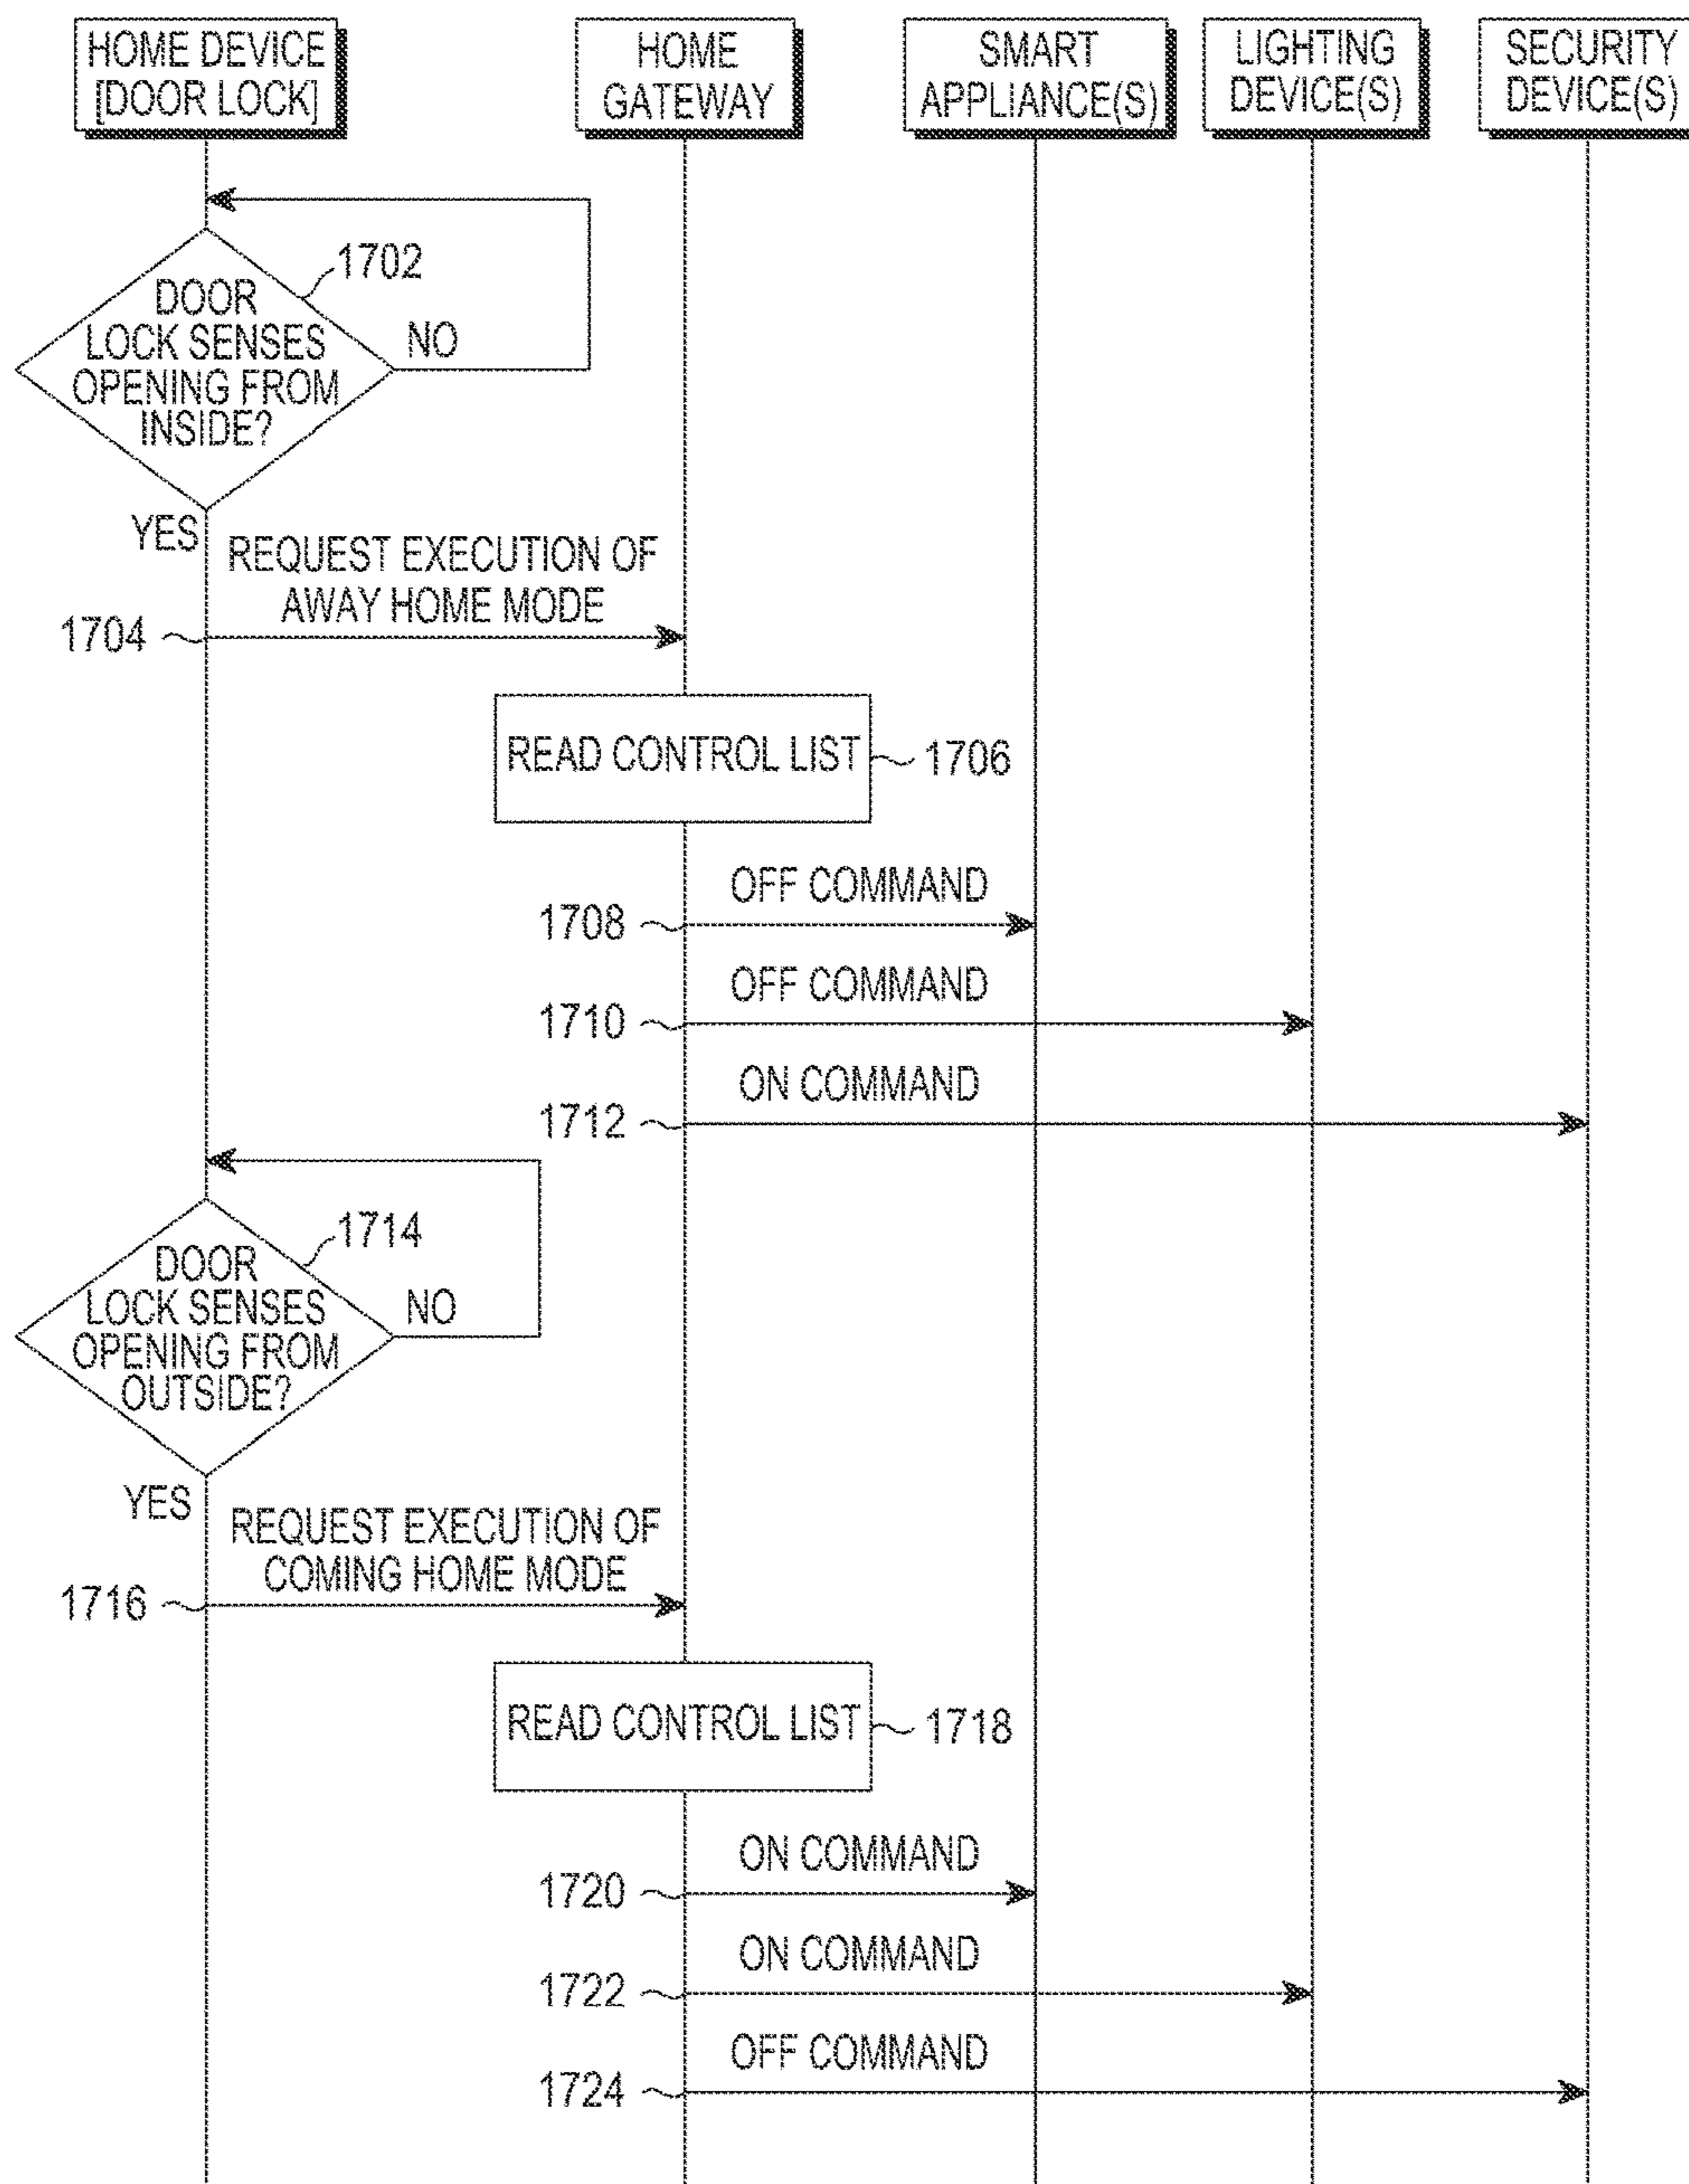 HOME DEVICE
[DOOR LOCK]
HOME
GATEWAY
SMART
APPLIANCE(S)
LIGHTING
DEVICE(S)
SECURITY
DEVICE(S)
1702
DOOR
LOCK SENSES
OPENING FROM
INSIDE?
NO
YES
REQUEST EXECUTION OF
AWAY HOME MODE
1704
READ CONTROL LIST
1706
OFF COMMAND
1708
OFF COMMAND
1710
ON COMMAND
1712
1714
DOOR
LOCK SENSES
OPENING FROM
OUTSIDE?
NO
YES
REQUEST EXECUTION OF
COMING HOME MODE
1716
READ CONTROL LIST
1718
ON COMMAND
1720
ON COMMAND
1722
OFF COMMAND
1724